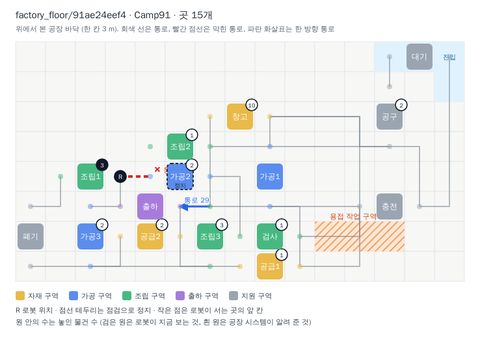 factory_floor/91ae24eef4 · Camp91 · 곳 15개
위에서 본 공장 바닥 (한 칸 3 m). 회색 선은 통로, 빨간 점선은 막힌 통로, 파란 화살표는 한 방향 통로
대기
진입
창고 10
공구 2
조립2 1
조립1 3
R
가공2 2
정지
가공1
출하
통로 29
충전
용접 작업 구역
폐기
가공3 2
공급2 2
조립3 1
검사 1
공급1 1
자재 구역
가공 구역
조립 구역
출하 구역
지원 구역
R 로봇 위치 · 점선 테두리는 점검으로 정지 · 작은 점은 로봇이 서는 곳의 앞 칸
원 안의 수는 놓인 물건 수 (검은 원은 로봇이 지금 보는 것, 흰 원은 공장 시스템이 알려 준 것)